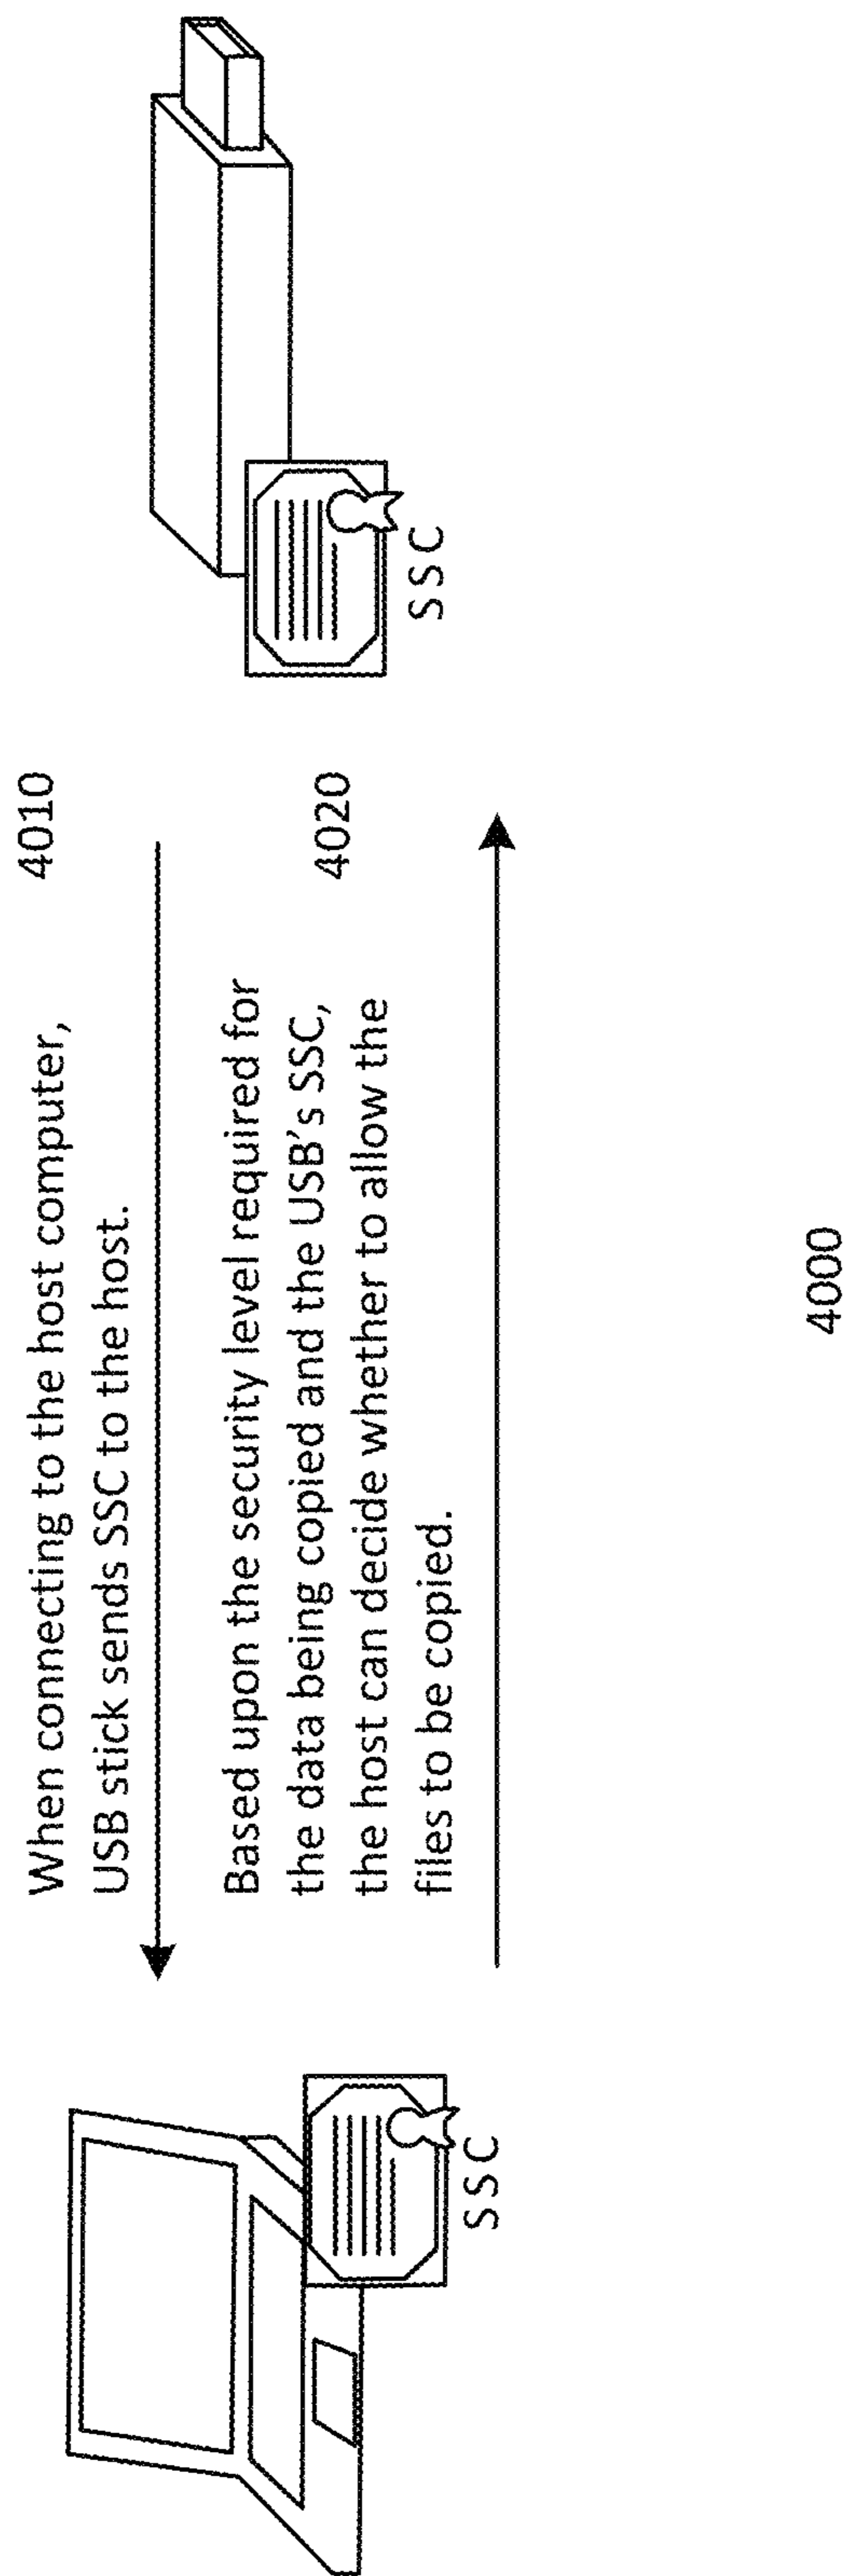 When connecting to the host computer,
USB stick sends SSC to the host.
4010
Based upon the security level required for
the data being copied and the USB's SSC,
the host can decide whether to allow the
files to be copied.
4020
SSC
SSC
4000